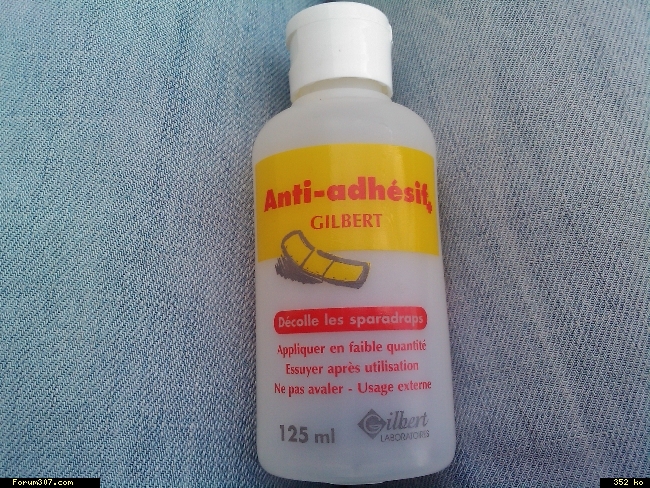 Anti-adhésif
GILBERT
Décolle les sparadraps
Appliquer en faible quantité
Essuyer après utilisation
Ne pas avaler - Usage externe
125 ml
Gilbert
LABORATOIRES
Forum307.com
352 ko